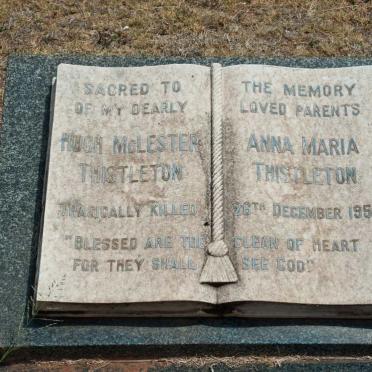 SACRED TO THE MEMORY
OF MY DEARLY LOVED PARENTS
HUGH McLESTER ANNA MARIA
THISTLETON THISTLETON
TRAGICALLY KILLED 26TH DECEMBER 195
"BLESSED ARE THE CLEAN OF HEART
FOR THEY SHALL SEE GOD"